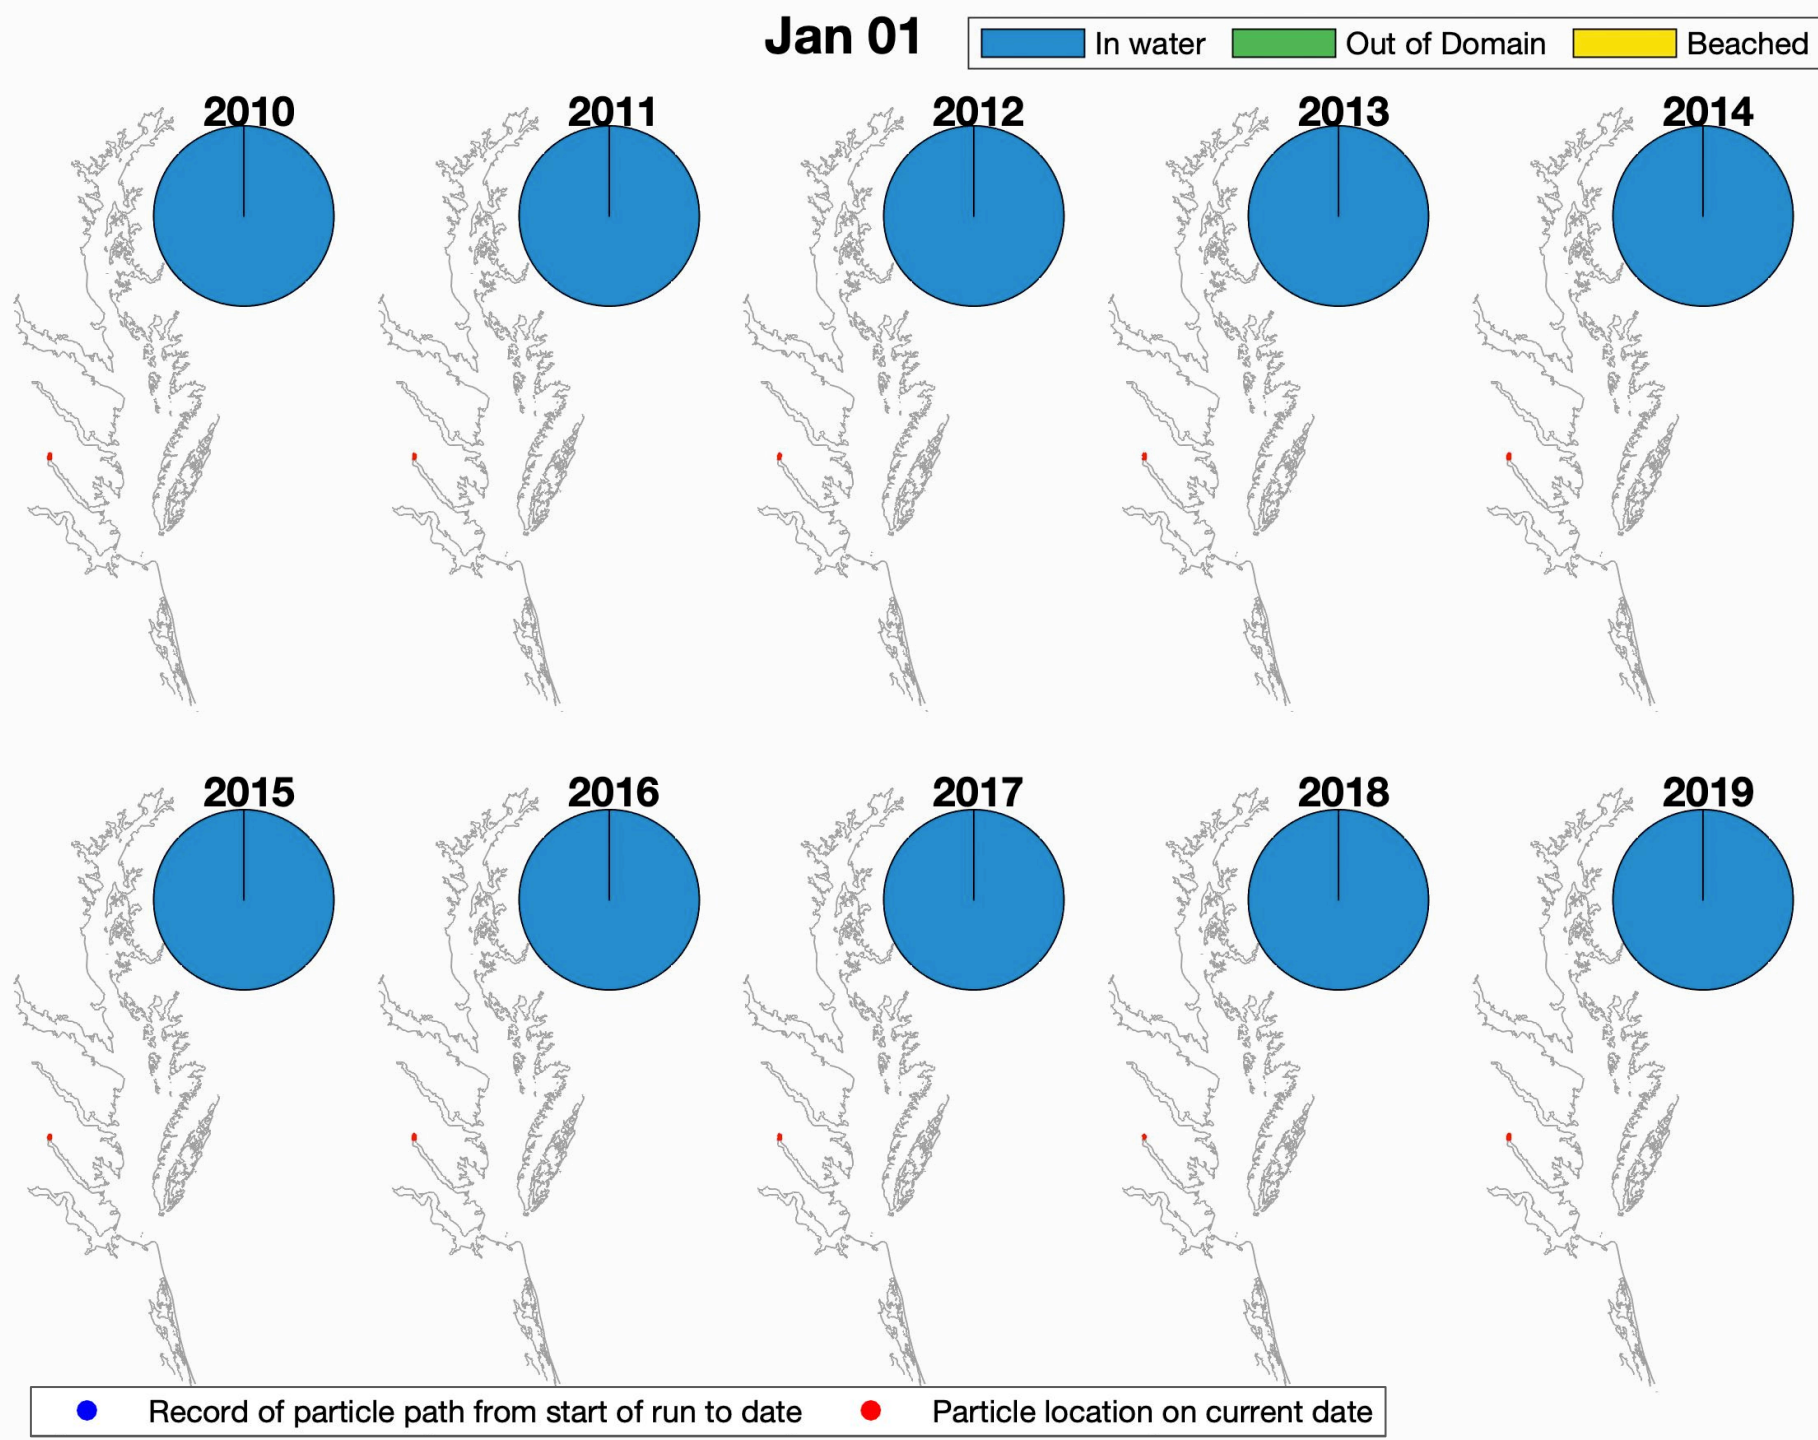 Jan 01
In water
Out of Domain
Beached
2010
2011
2012
2013
2014
2015
2016
2017
2018
2019
Record of particle path from start of run to date
Particle location on current date